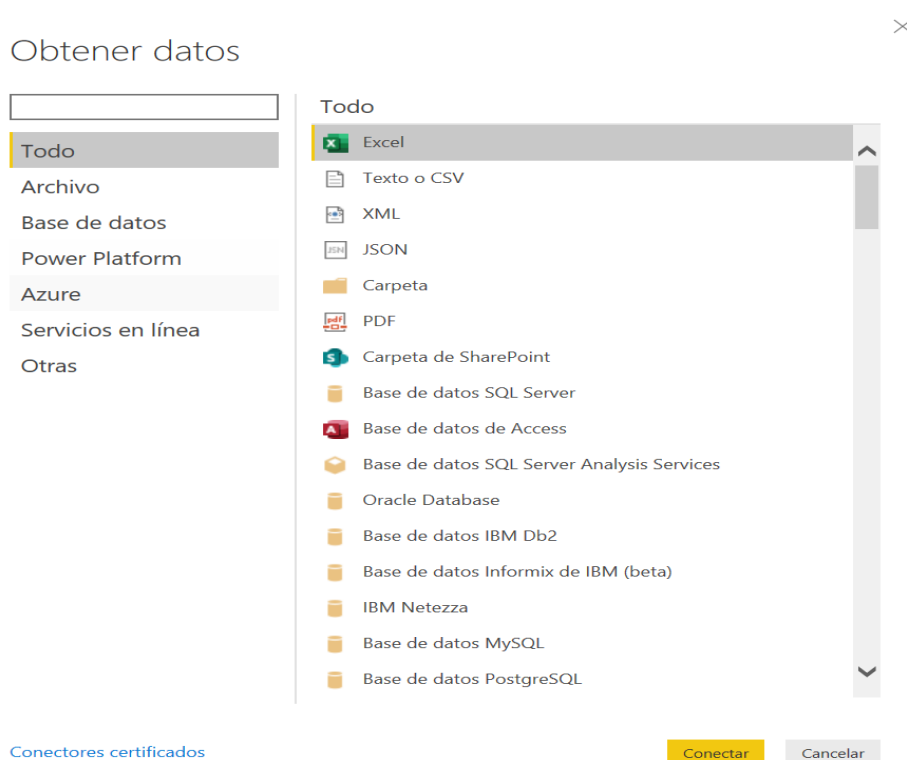 Obtener datos
Todo
Archivo
Base de datos
Power Platform
Azure
Servicios en línea
Otras
Todo
Excel
Texto o CSV
XML
JSON
Carpeta
PDF
Carpeta de SharePoint
Base de datos SQL Server
Base de datos de Access
Base de datos SQL Server Analysis Services
Oracle Database
Base de datos IBM Db2
Base de datos Informix de IBM (beta)
IBM Netezza
Base de datos MySQL
Base de datos PostgreSQL
Conectores certificados
Conectar
Cancelar